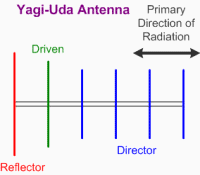 Yagi-Uda Antenna
Primary
Direction of
Radiation
Driven
Director
Reflector